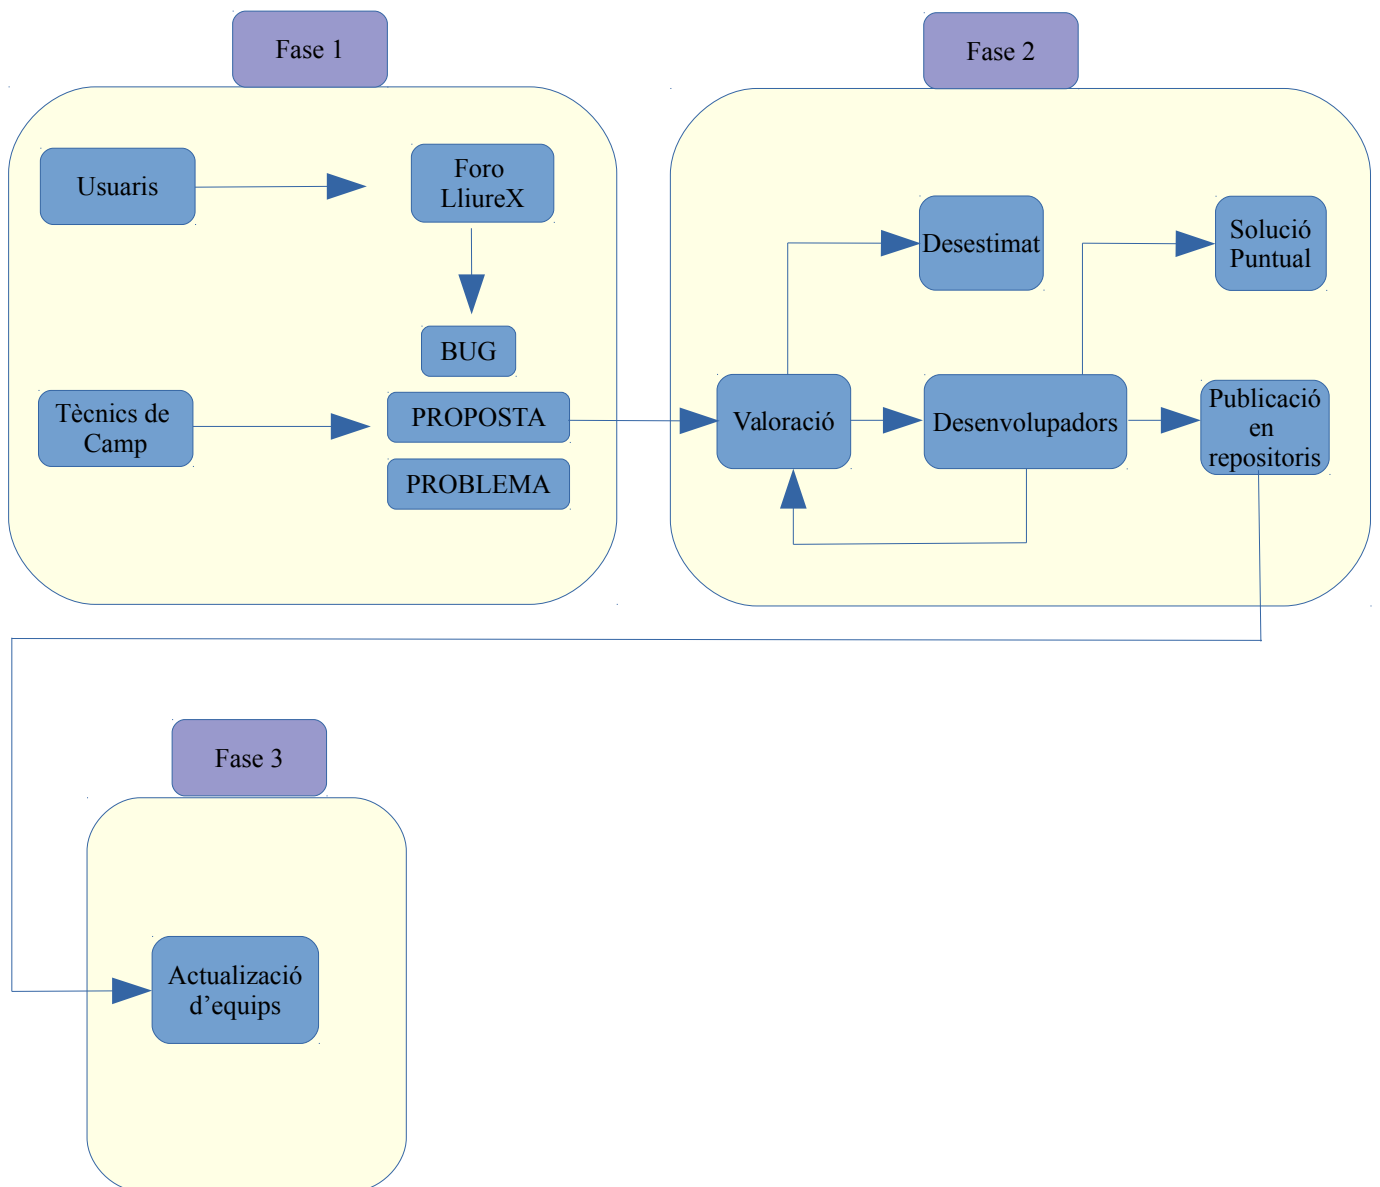 Fase 1
Usuaris
Foro
LliureX
BUG
Tècnics de
Camp
PROPOSTA
PROBLEMA
Fase 2
Desestimat
Solució
Puntual
Valoració
Desenvolupadors
Publicació
en
repositoris
Fase 3
Actualizació
d’equips